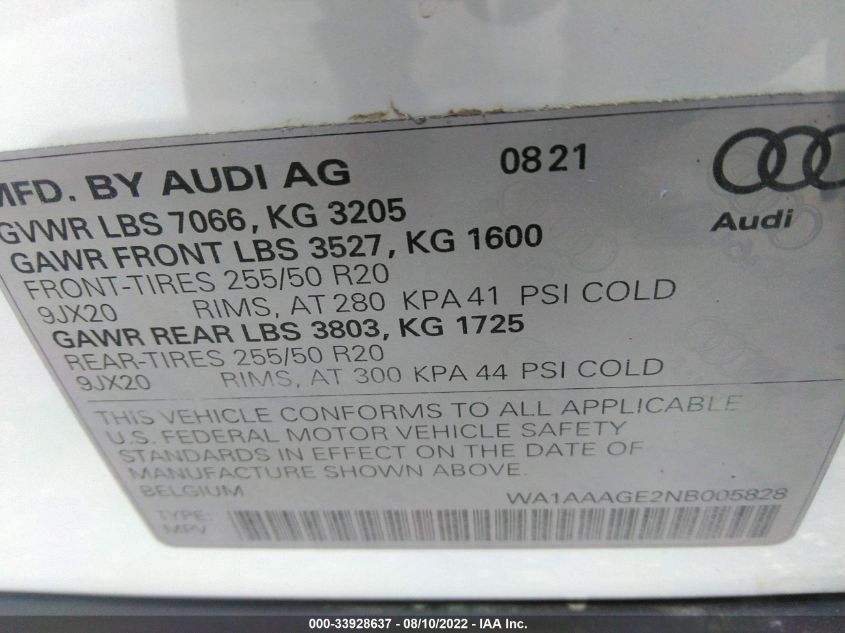 MFD. BY AUDI AG 0821
Audi
GVWR LBS 7066, KG 3205
GAWR FRONT LBS 3527, KG 1600
FRONT-TIRES 255/50 R20
9JX20 RIMS, AT 280 KPA 41 PSI COLD
GAWR REAR LBS 3803, KG 1725
REAR-TIRES 255/50 R20
9JX20 RIMS, AT 300 KPA 44 PSI COLD
THIS VEHICLE CONFORMS TO ALL APPLICABLE
U.S. FEDERAL MOTOR VEHICLE SAFETY
STANDARDS IN EFFECT ON THE DATE OF
MANUFACTURE SHOWN ABOVE.
BELGIUM WA1AAAGE2NB005828
TYPE:
MPV
000-33928637 - 08/10/2022 - IAA Inc.